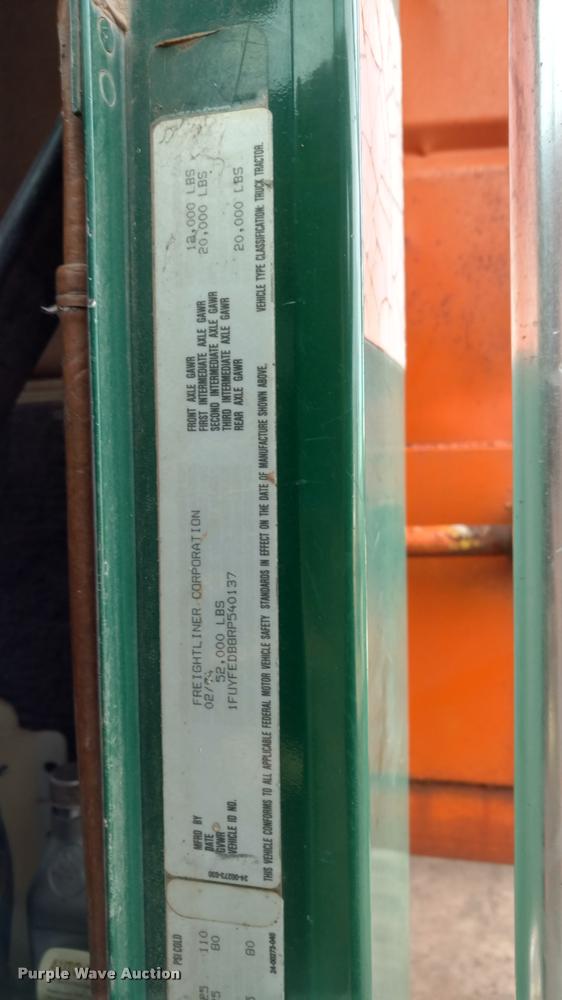 MFRD BY FREIGHTLINER CORPORATION
DATE 02/94
GVWR 52,000 LBS
VEHICLE ID NO. 1FUYFEDB8RP540137
FRONT AXLE GAWR 12,000 LBS
FIRST INTERMEDIATE AXLE GAWR 20,000 LBS
SECOND INTERMEDIATE AXLE GAWR
THIRD INTERMEDIATE AXLE GAWR
REAR AXLE GAWR 20,000 LBS
THIS VEHICLE CONFORMS TO ALL APPLICABLE FEDERAL MOTOR VEHICLE SAFETY STANDARDS IN EFFECT ON THE DATE OF MANUFACTURE SHOWN ABOVE. VEHICLE TYPE CLASSIFICATION: TRUCK TRACTOR.
24-00273-030
PSI COLD
110
80
80
24-00273-040
Purple Wave Auction